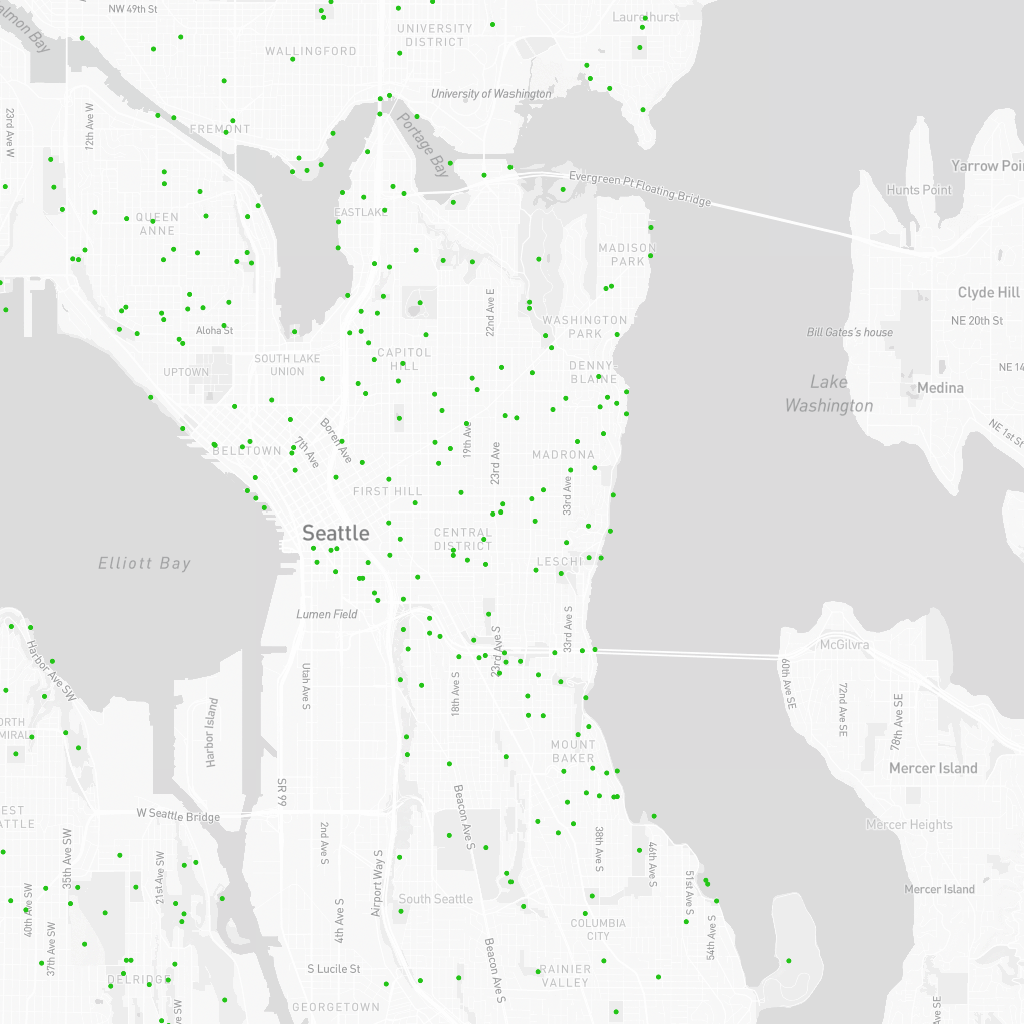 NW 49th St
Laurelhurst
UNIVERSITY
DISTRICT
WALLINGFORD
University of Washington
23rd Ave W
12th Ave W
FREMONT
Portage Bay
Yarrow
Hunts Point
Evergreen Pt Floating Bridge
EASTLAKE
QUEEN
ANNE
MADISON
PARK
Clyde Hill
22nd Ave E
NE 20th St
Aloha St
WASHINGTON
PARK
Bill Gates's house
CAPITOL
HILL
SOUTH LAKE
UNION
UPTOWN
DENNY-
BLAINE
Lake
Washington
Medina
Boren Ave
7th Ave
19th Ave
NE 1st
BELLTOWN
23rd Ave
MADRONA
FIRST HILL
33rd Ave
Seattle
CENTRAL
DISTRICT
Elliott Bay
LESCHI
Lumen Field
33rd Ave S
23rd Ave S
McGilvra
Harbor Ave SW
60th Ave SE
Utah Ave S
18th Ave S
72nd Ave SE
78th Ave SE
Harbor Island
MOUNT
BAKER
Mercer Island
SR 99
W Seattle Bridge
Beacon Ave S
Mercer Heights
2nd Ave S
38th Ave S
46th Ave S
35th Ave SW
21st Ave SW
Airport Way S
51st Ave S
Mercer Island
40th Ave SW
South Seattle
4th Ave S
37th Ave SW
COLUMBIA
CITY
54th Ave S
Beacon Ave S
S Lucile St
DELRIDGE
RAINIER
VALLEY
GEORGETOWN